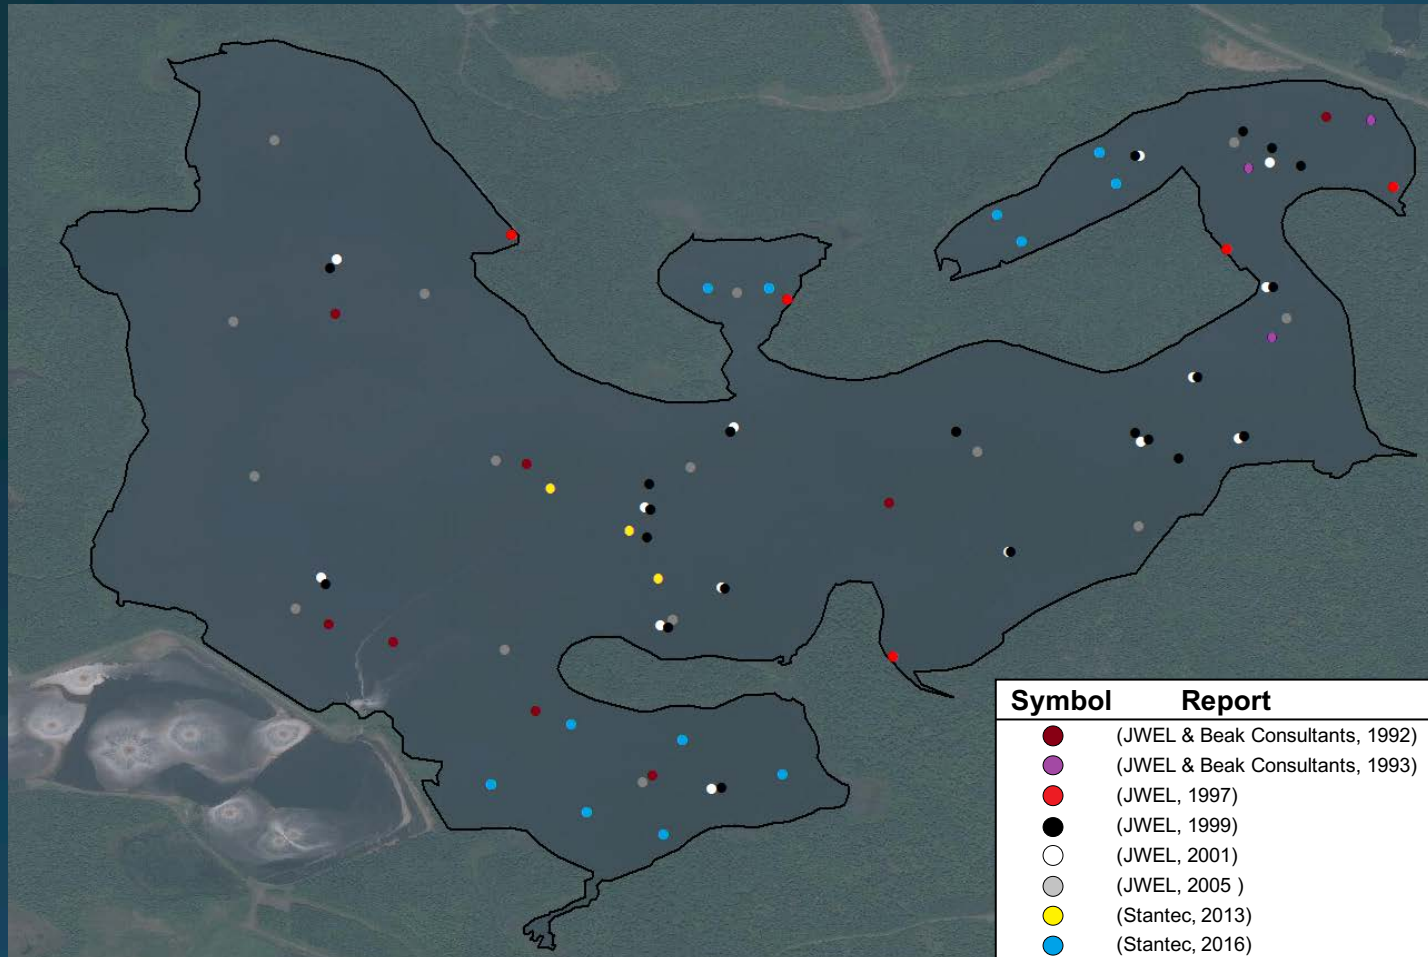 Symbol Report
(JWEL & Beak Consultants, 1992)
(JWEL & Beak Consultants, 1993)
(JWEL, 1997)
(JWEL, 1999)
(JWEL, 2001)
(JWEL, 2005 )
(Stantec, 2013)
(Stantec, 2016)